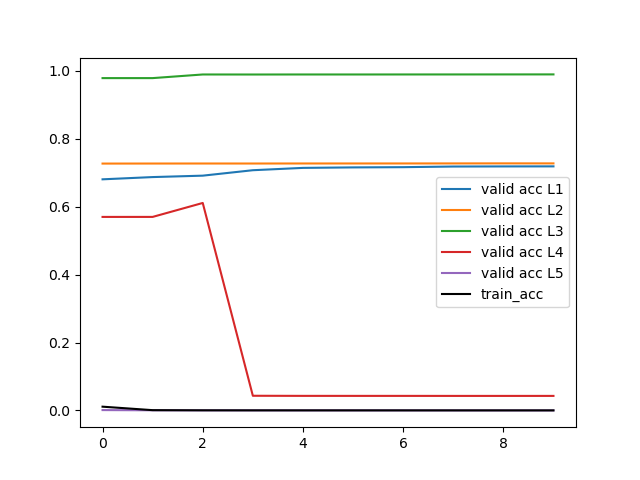 1.0
0.8
0.6
0.4
0.2
0.0
0
2
4
6
8
valid acc L1
valid acc L2
valid acc L3
valid acc L4
valid acc L5
train_acc